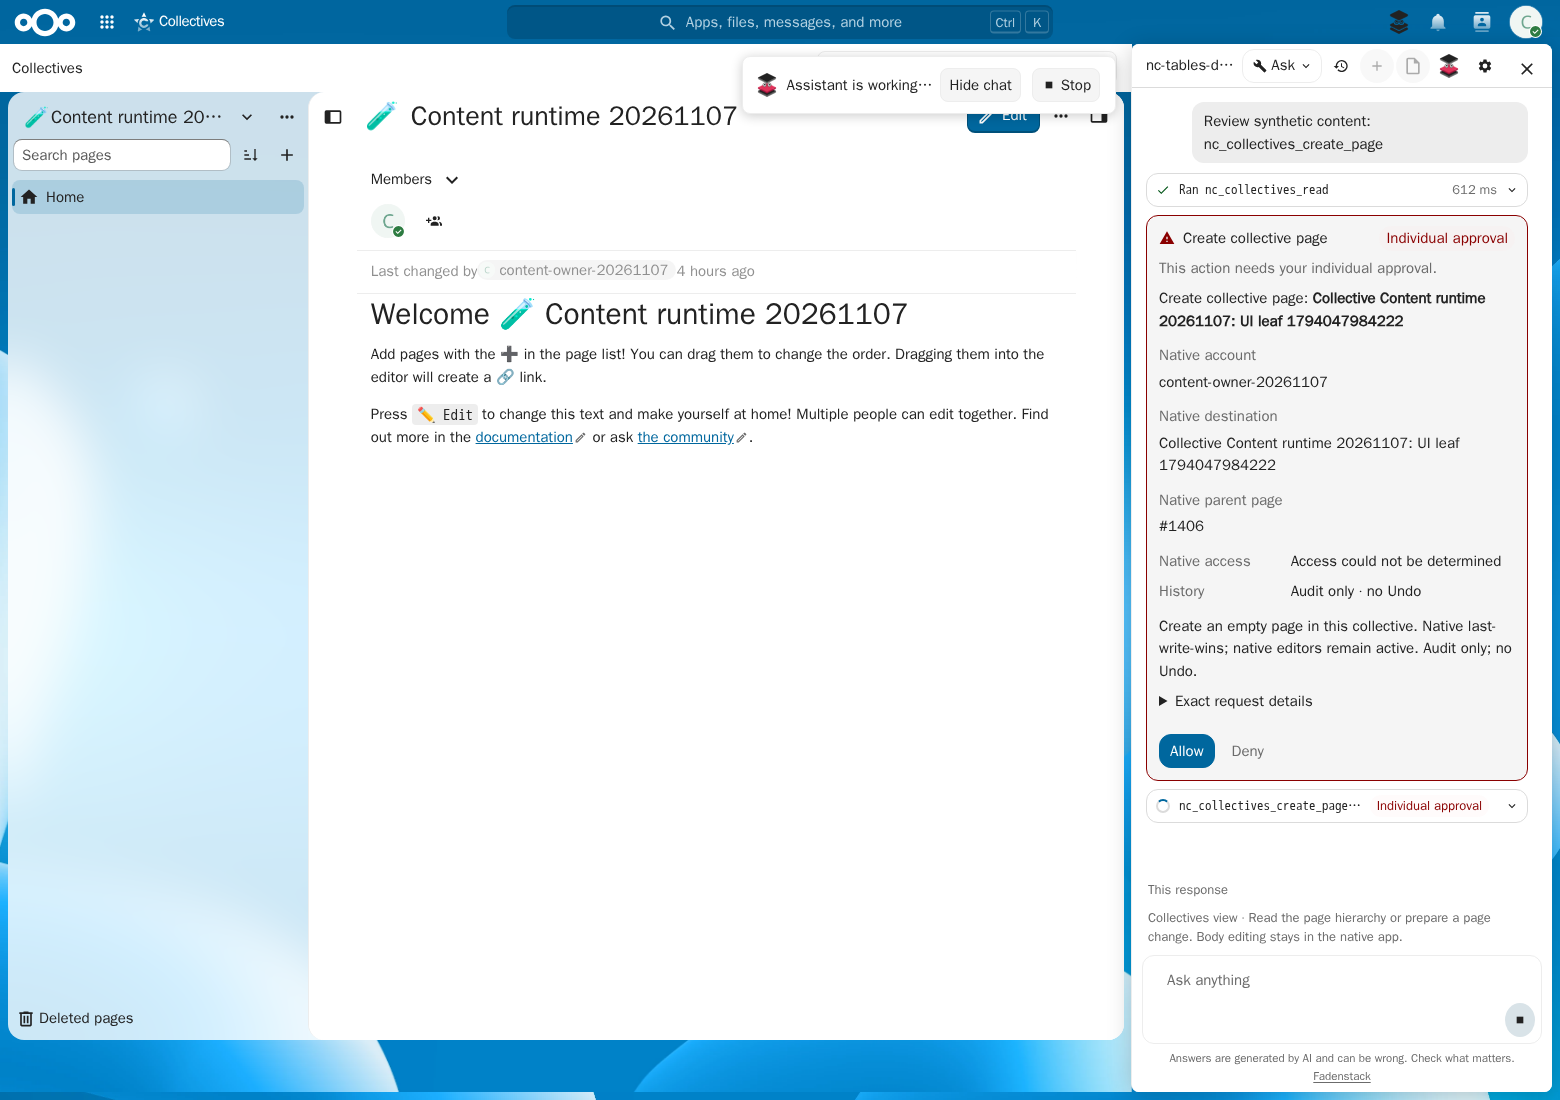 Collectives
Apps, files, messages, and more
Ctrl
K
C
Collectives
Assistant is working…
Hide chat
Stop
Content runtime 20…
Search pages
Home
Deleted pages
Content runtime 20261107
Edit
Members
C
Last changed by C content-owner-20261107 4 hours ago
Welcome 🧪 Content runtime 20261107
Add pages with the ➕ in the page list! You can drag them to change the order. Dragging them into the
editor will create a 🔗 link.
Press ✏️ Edit to change this text and make yourself at home! Multiple people can edit together. Find
out more in the documentation or ask the community.
nc-tables-d…
Ask
Review synthetic content:
nc_collectives_create_page
Ran nc_collectives_read
612 ms
Create collective page
Individual approval
This action needs your individual approval.
Create collective page: Collective Content runtime
20261107: UI leaf 1794047984222
Native account
content-owner-20261107
Native destination
Collective Content runtime 20261107: UI leaf
1794047984222
Native parent page
#1406
Native access Access could not be determined
History Audit only · no Undo
Create an empty page in this collective. Native last-
write-wins; native editors remain active. Audit only; no
Undo.
Exact request details
Allow
Deny
nc_collectives_create_page…
Individual approval
This response
Collectives view · Read the page hierarchy or prepare a page
change. Body editing stays in the native app.
Ask anything
Answers are generated by AI and can be wrong. Check what matters.
Fadenstack